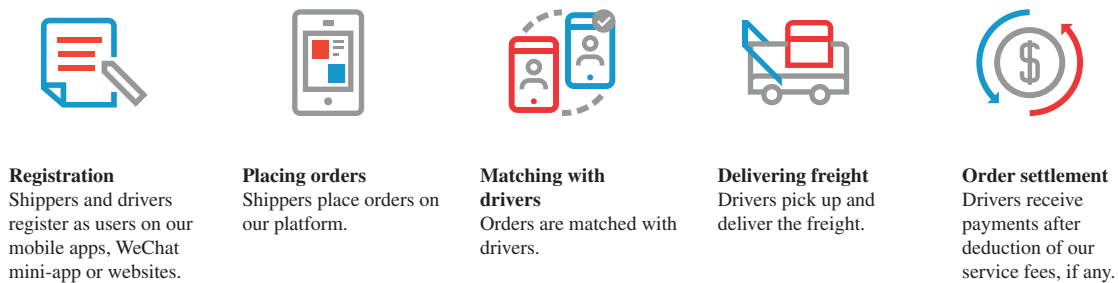 $
Registration
Shippers and drivers
register as users on our
mobile apps, WeChat
mini-app or websites.
Placing orders
Shippers place orders on
our platform.
Matching with
drivers
Orders are matched with
drivers.
Delivering freight
Drivers pick up and
deliver the freight.
Order settlement
Drivers receive
payments after
deduction of our
service fees, if any.